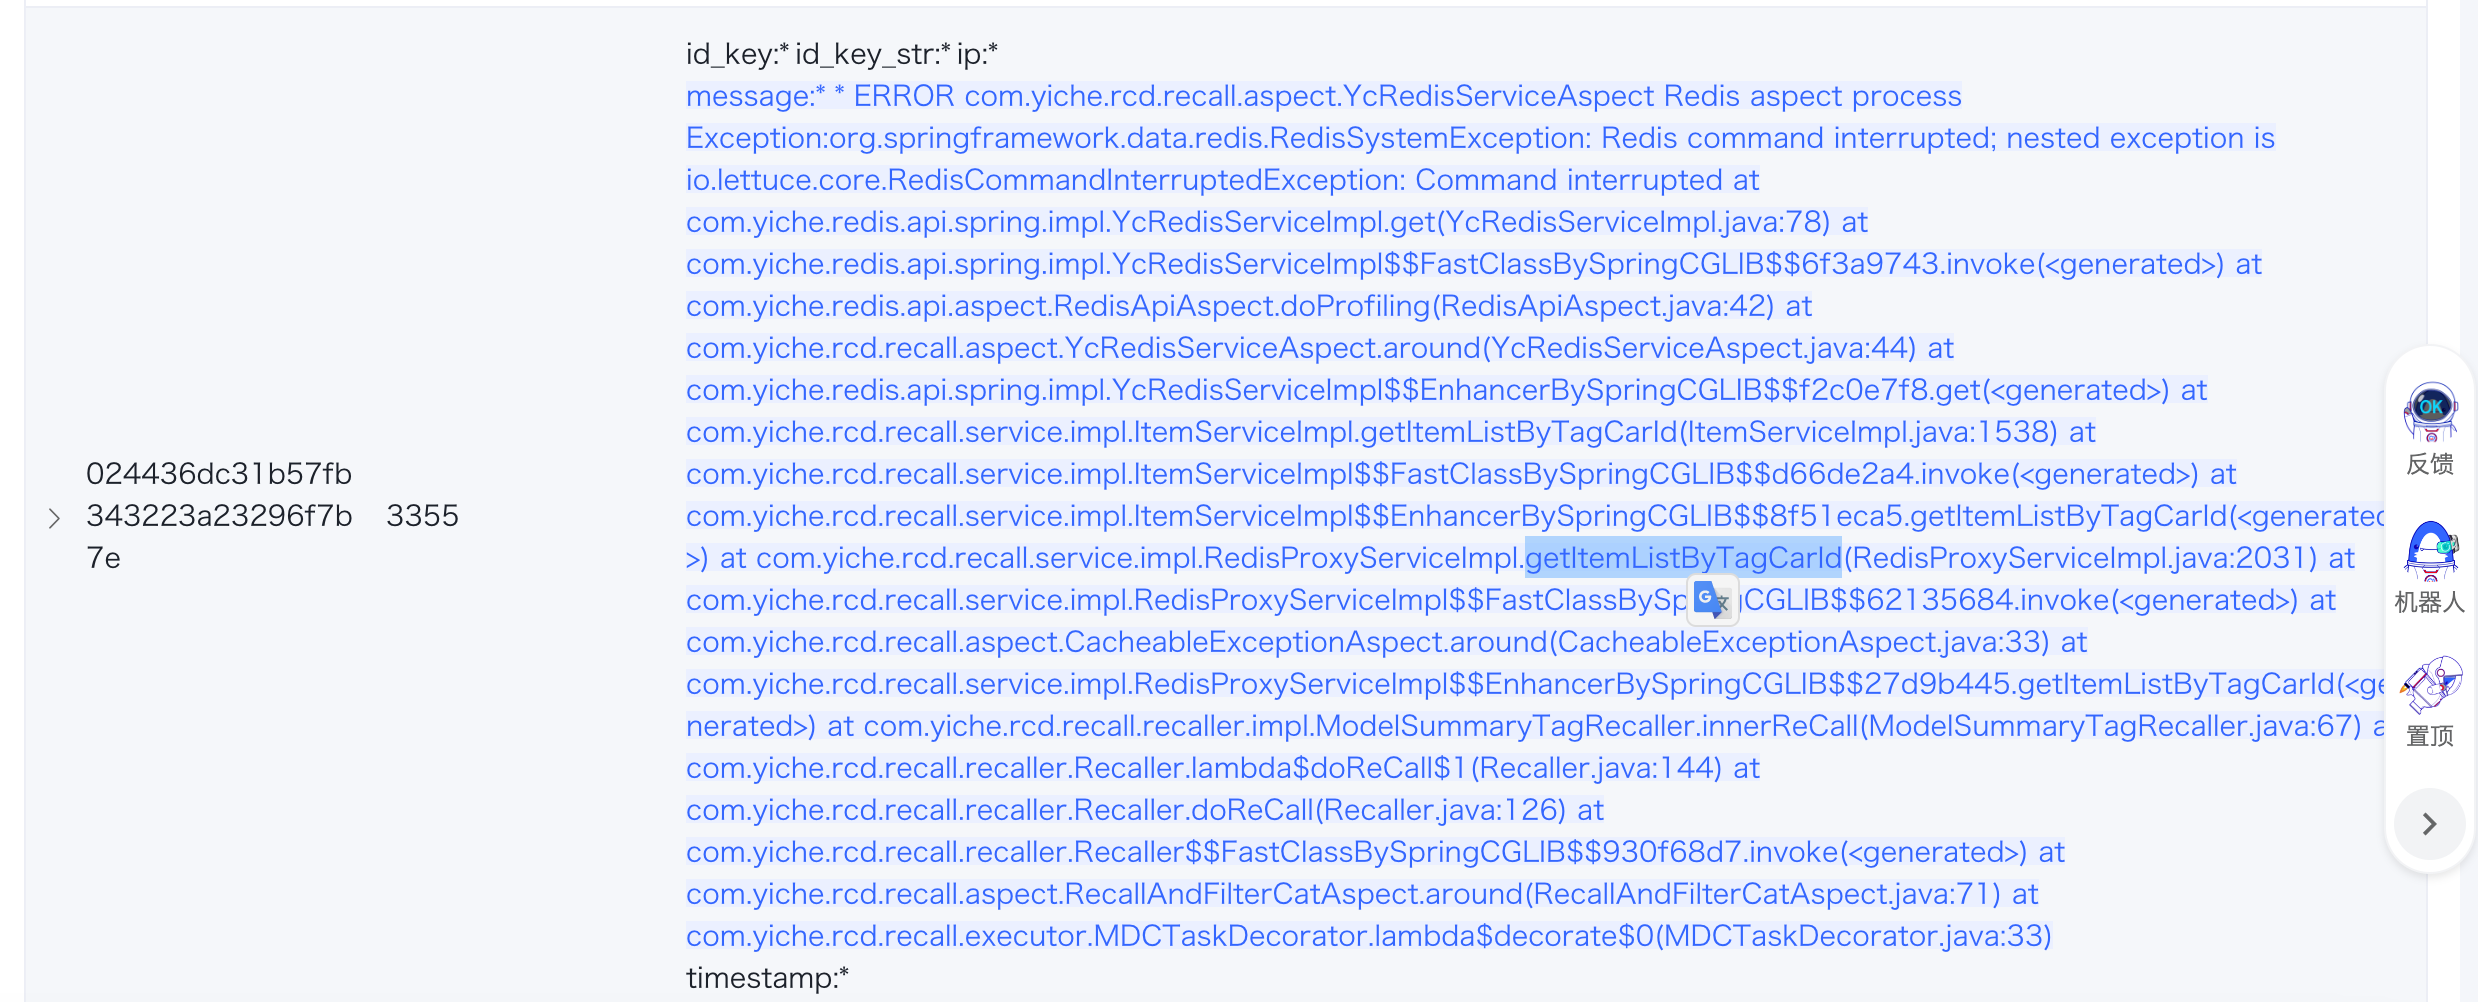 id_key:* id_key_str:* ip:*
message:* * ERROR com.yiche.rcd.recall.aspect.YcRedisServiceAspect Redis aspect process
Exception:org.springframework.data.redis.RedisSystemException: Redis command interrupted; nested exception is
io.lettuce.core.RedisCommandInterruptedException: Command interrupted at
com.yiche.redis.api.spring.impl.YcRedisServiceImpl.get(YcRedisServiceImpl.java:78) at
com.yiche.redis.api.spring.impl.YcRedisServiceImpl$$FastClassBySpringCGLIB$$6f3a9743.invoke(<generated>) at
com.yiche.redis.api.aspect.RedisApiAspect.doProfiling(RedisApiAspect.java:42) at
com.yiche.rcd.recall.aspect.YcRedisServiceAspect.around(YcRedisServiceAspect.java:44) at
com.yiche.redis.api.spring.impl.YcRedisServiceImpl$$EnhancerBySpringCGLIB$$f2c0e7f8.get(<generated>) at
com.yiche.rcd.recall.service.impl.ItemServiceImpl.getItemListByTagCarId(ItemServiceImpl.java:1538) at
com.yiche.rcd.recall.service.impl.ItemServiceImpl$$FastClassBySpringCGLIB$$d66de2a4.invoke(<generated>) at
com.yiche.rcd.recall.service.impl.ItemServiceImpl$$EnhancerBySpringCGLIB$$8f51eca5.getItemListByTagCarId(<generated
>) at com.yiche.rcd.recall.service.impl.RedisProxyServiceImpl.getItemListByTagCarId(RedisProxyServiceImpl.java:2031) at
com.yiche.rcd.recall.service.impl.RedisProxyServiceImpl$$FastClassBySp CGLIB$$62135684.invoke(<generated>) at
com.yiche.rcd.recall.aspect.CacheableExceptionAspect.around(CacheableExceptionAspect.java:33) at
com.yiche.rcd.recall.service.impl.RedisProxyServiceImpl$$EnhancerBySpringCGLIB$$27d9b445.getItemListByTagCarId(<ge
nerated>) at com.yiche.rcd.recall.recaller.impl.ModelSummaryTagRecaller.innerReCall(ModelSummaryTagRecaller.java:67) a
com.yiche.rcd.recall.recaller.Recaller.lambda$doReCall$1(Recaller.java:144) at
com.yiche.rcd.recall.recaller.Recaller.doReCall(Recaller.java:126) at
com.yiche.rcd.recall.recaller.Recaller$$FastClassBySpringCGLIB$$930f68d7.invoke(<generated>) at
com.yiche.rcd.recall.aspect.RecallAndFilterCatAspect.around(RecallAndFilterCatAspect.java:71) at
com.yiche.rcd.recall.executor.MDCTaskDecorator.lambda$decorate$0(MDCTaskDecorator.java:33)
timestamp:*
024436dc31b57fb
343223a23296f7b 3355
7e
OK
反馈
机器人
置顶
G 文